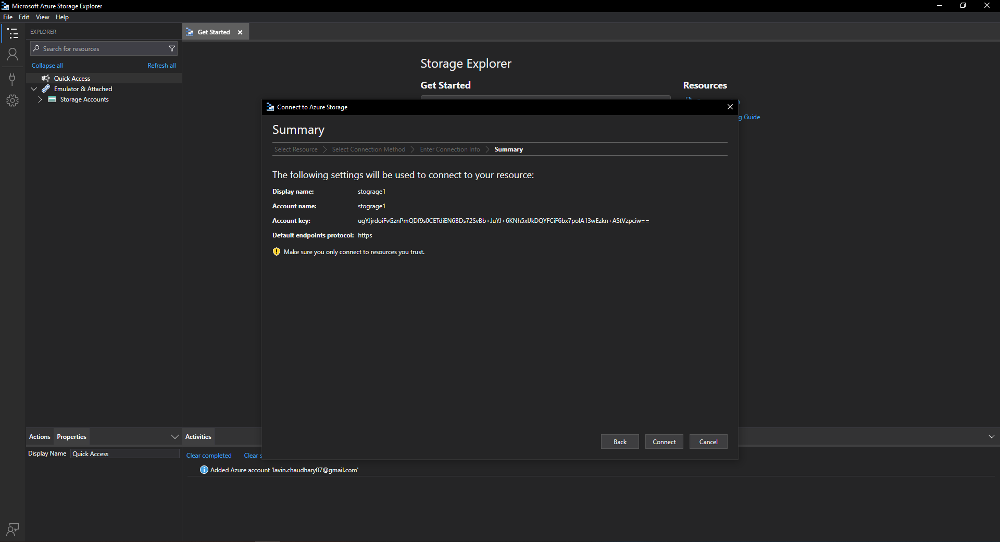 Microsoft Azure Storage Explorer
File Edit View Help
EXPLORER
Search for resources
Collapse all Refresh all
Quick Access
Emulator & Attached
Storage Accounts
Get Started
Storage Explorer
Get Started
Resources
g Guide
Connect to Azure Storage
Summary
Select Resource Select Connection Method Enter Connection Info Summary
The following settings will be used to connect to your resource:
Display name: stograge1
Account name: stograge1
Account key: ugYJjrdoiFvGznPmQDf9s0CETdiEN6BDs72SvBb+JuYJ+6KNh5xIJkDQYFCiF6bx7polA13wEzkn+AStVzpciw==
Default endpoints protocol: https
Make sure you only connect to resources you trust.
Back Connect Cancel
Actions Properties
Display Name Quick Access
Activities
Clear completed Clear s
Added Azure account 'lavin.chaudhary07@gmail.com'